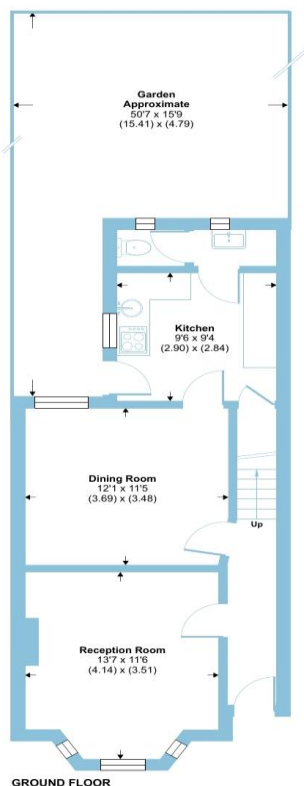 Garden
Approximate
50'7 x 15'9
(15.41) x (4.79)
Kitchen
9'6 x 9'4
(2.90) x (2.84)
Dining Room
12'1 x 11'5
(3.69) x (3.48)
Up
Reception Room
13'7 x 11'6
(4.14) x (3.51)
GROUND FLOOR